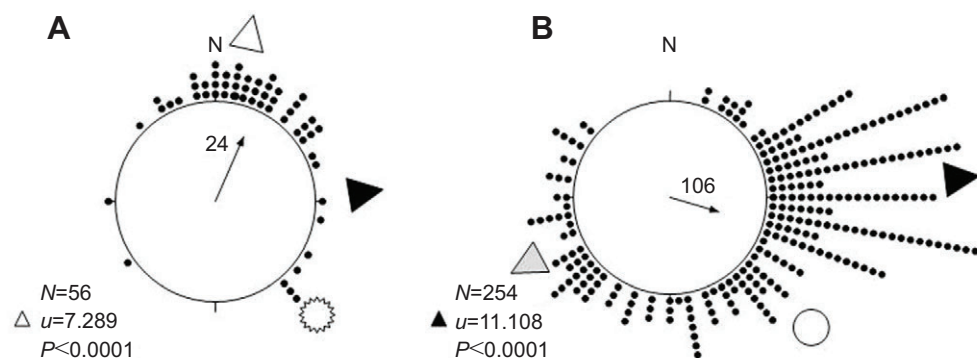 A
N
24
N=56
u=7.289
P<0.0001
B
N
106
N=254
u=11.108
P<0.0001